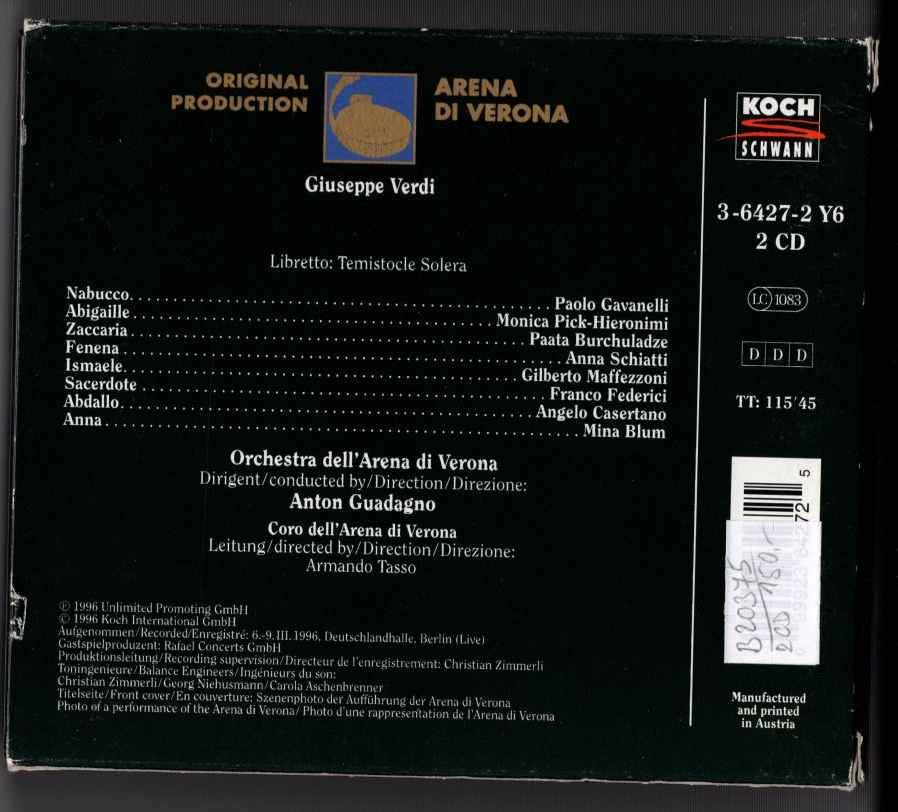 ORIGINAL
PRODUCTION
ARENA
DI VERONA
Giuseppe Verdi
Libretto: Temistocle Solera
Nabucco. . . . . . . . . . Paolo Gavanelli
Abigaille . . . . . . . . . . Monica Pick-Hieronimi
Zaccaria . . . . . . . . . . Paata Burchuladze
Fenena . . . . . . . . . . Anna Schiatti
Ismaele. . . . . . . . . . Gilberto Maffezzoni
Sacerdote . . . . . . . . . . Franco Federici
Abdallo. . . . . . . . . . Angelo Casertano
Anna . . . . . . . . . . Mina Blum
Orchestra dell'Arena di Verona
Dirigent/conducted by/Direction/Direzione:
Anton Guadagno
Coro dell'Arena di Verona
Leitung/directed by/Direction/Direzione:
Armando Tasso
℗ 1996 Unlimited Promoting GmbH
© 1996 Koch International GmbH
Aufgenommen/Recorded/Enregistré: 6.-9. III. 1996, Deutschlandhalle, Berlin (Live)
Gastspielproduzent: Rafael Concerts GmbH
Produktionsleitung/Recording supervision/Directeur de l'enregistrement: Christian Zimmerli
Toningenieure/Balance Engineers/Ingénieurs du son:
Christian Zimmerli/Georg Niehusmann/Carola Aschenbrenner
Titelseite/Front cover/En couverture: Szenenphoto der Aufführung der Arena di Verona
Photo of a performance of the Arena di Verona/ Photo d'une rappresentation de l'Arena di Verona
KOCH
SCHWANN
3-6427-2 Y6
2 CD
LC 1083
D D D
TT: 115'45
5
72
B20375
2CD 150,-
Manufactured
and printed
in Austria